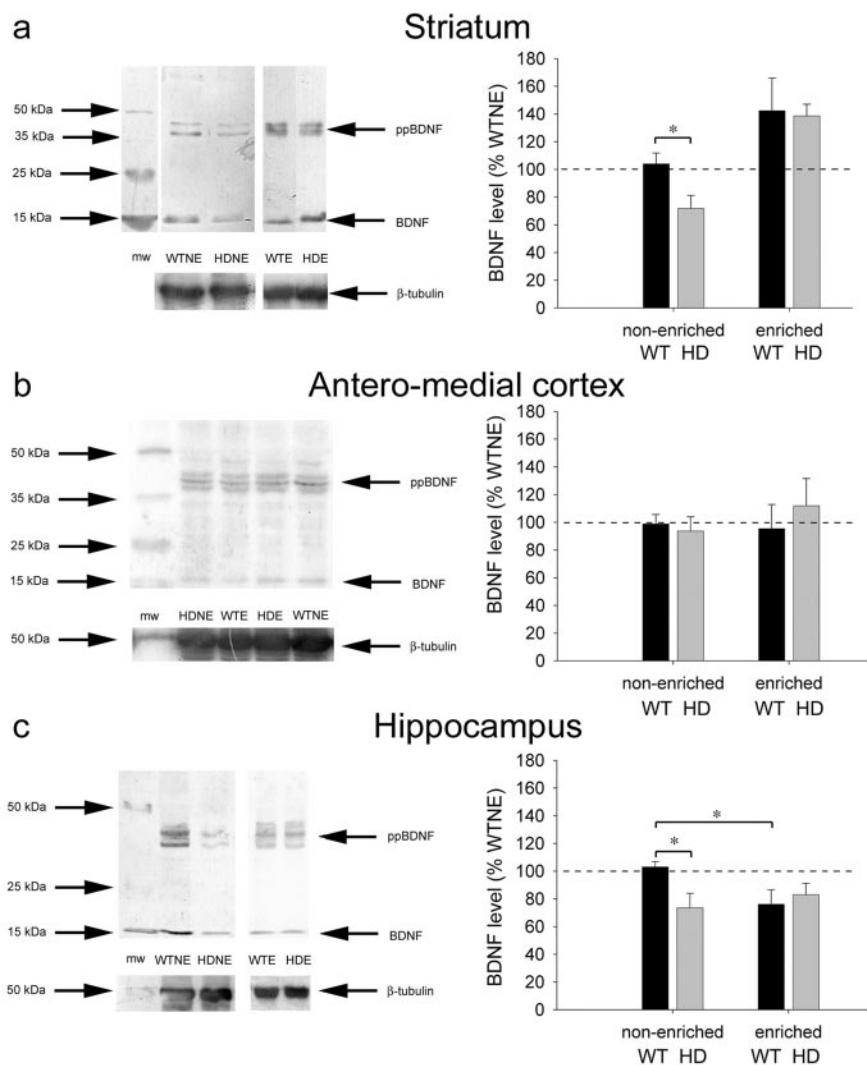 a
Striatum
50 kDa
35 kDa
25 kDa
15 kDa
ppBDNF
BDNF
mw WTNE HDNE WTE HDE
β-tubulin
BDNF level (% WTNE)
180
160
140
120
100
80
60
40
20
0
*
non-enriched enriched
WT HD WT HD
b
Antero-medial cortex
50 kDa
35 kDa
25 kDa
15 kDa
ppBDNF
BDNF
mw HDNE WTE HDE WTNE
50 kDa
β-tubulin
BDNF level (% WTNE)
180
160
140
120
100
80
60
40
20
0
non-enriched enriched
WT HD WT HD
c
Hippocampus
50 kDa
25 kDa
15 kDa
ppBDNF
BDNF
mw WTNE HDNE WTE HDE
50 kDa
β-tubulin
BDNF level (% WTNE)
180
160
140
120
100
80
60
40
20
0
*
*
non-enriched enriched
WT HD WT HD